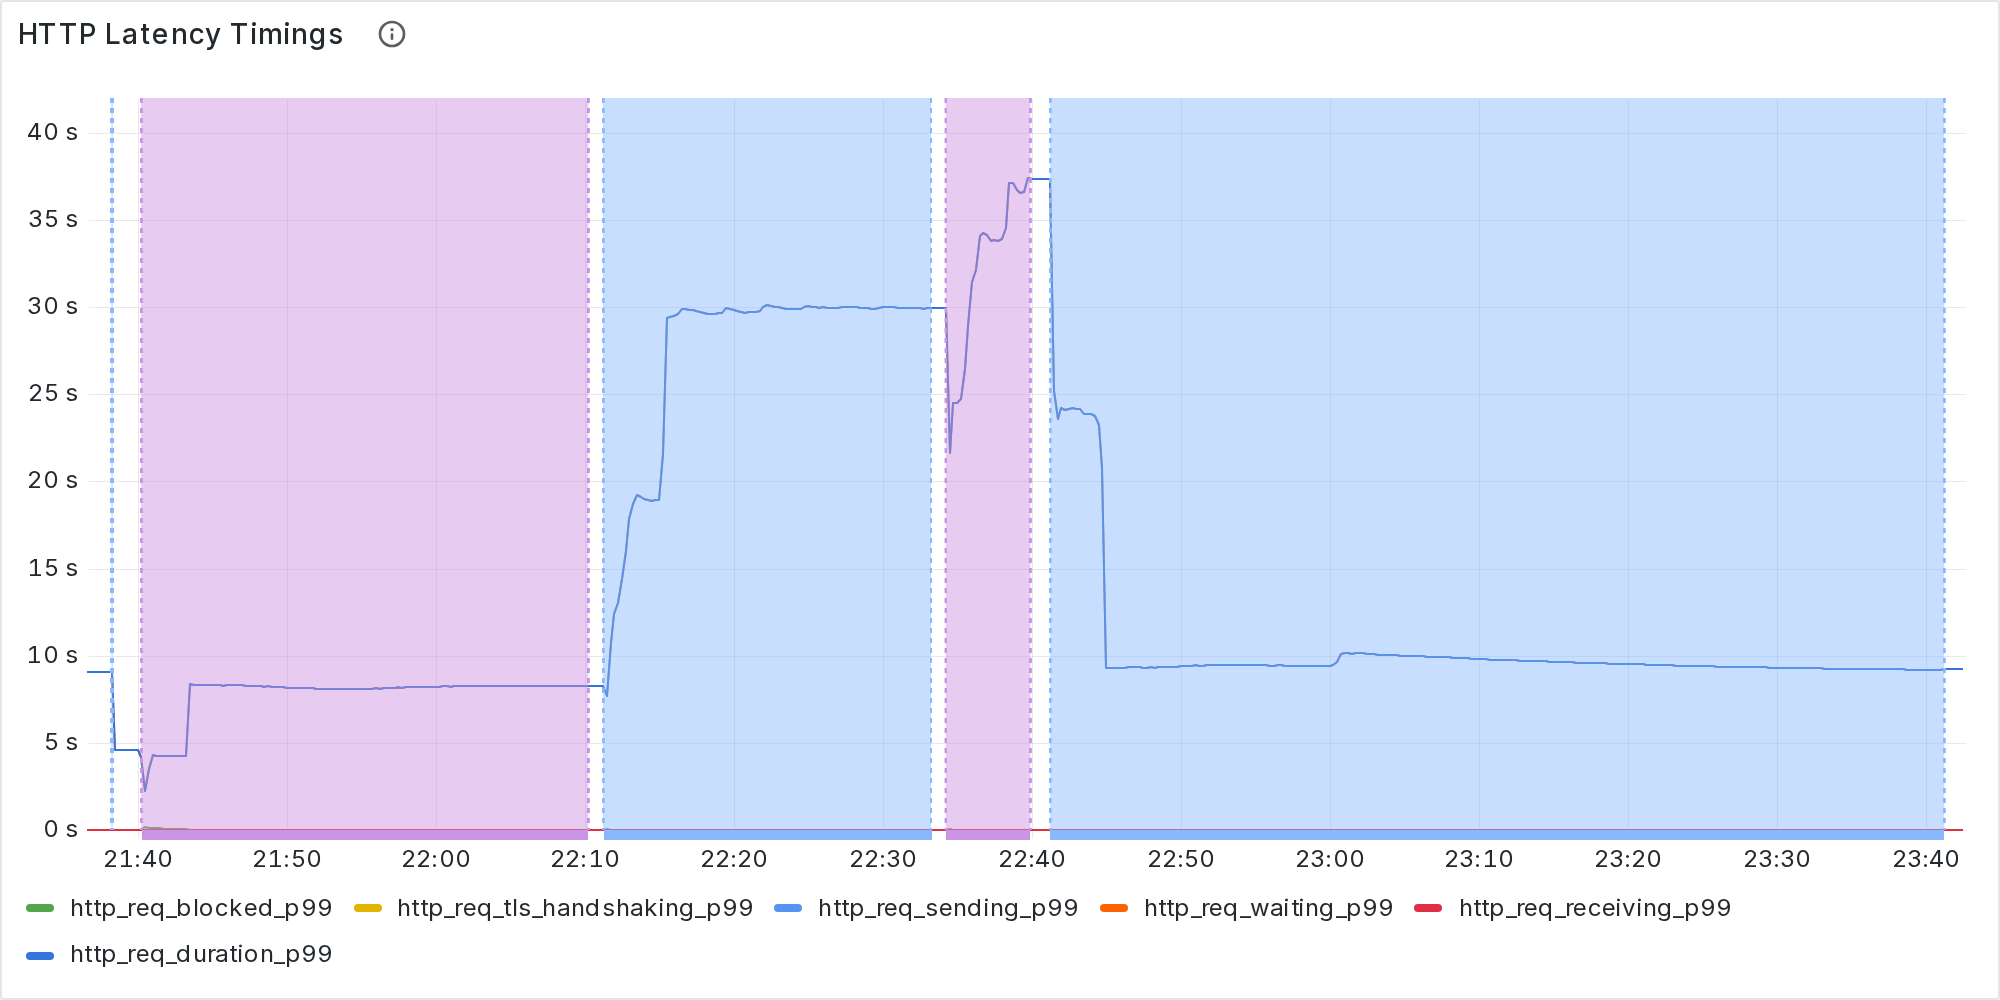 HTTP Latency Timings
40 s
35 s
30 s
25 s
20 s
15 s
10 s
5 s
0 s
21:40 21:50 22:00 22:10 22:20 22:30 22:40 22:50 23:00 23:10 23:20 23:30 23:40
http_req_blocked_p99 http_req_tls_handshaking_p99 http_req_sending_p99 http_req_waiting_p99 http_req_receiving_p99
http_req_duration_p99